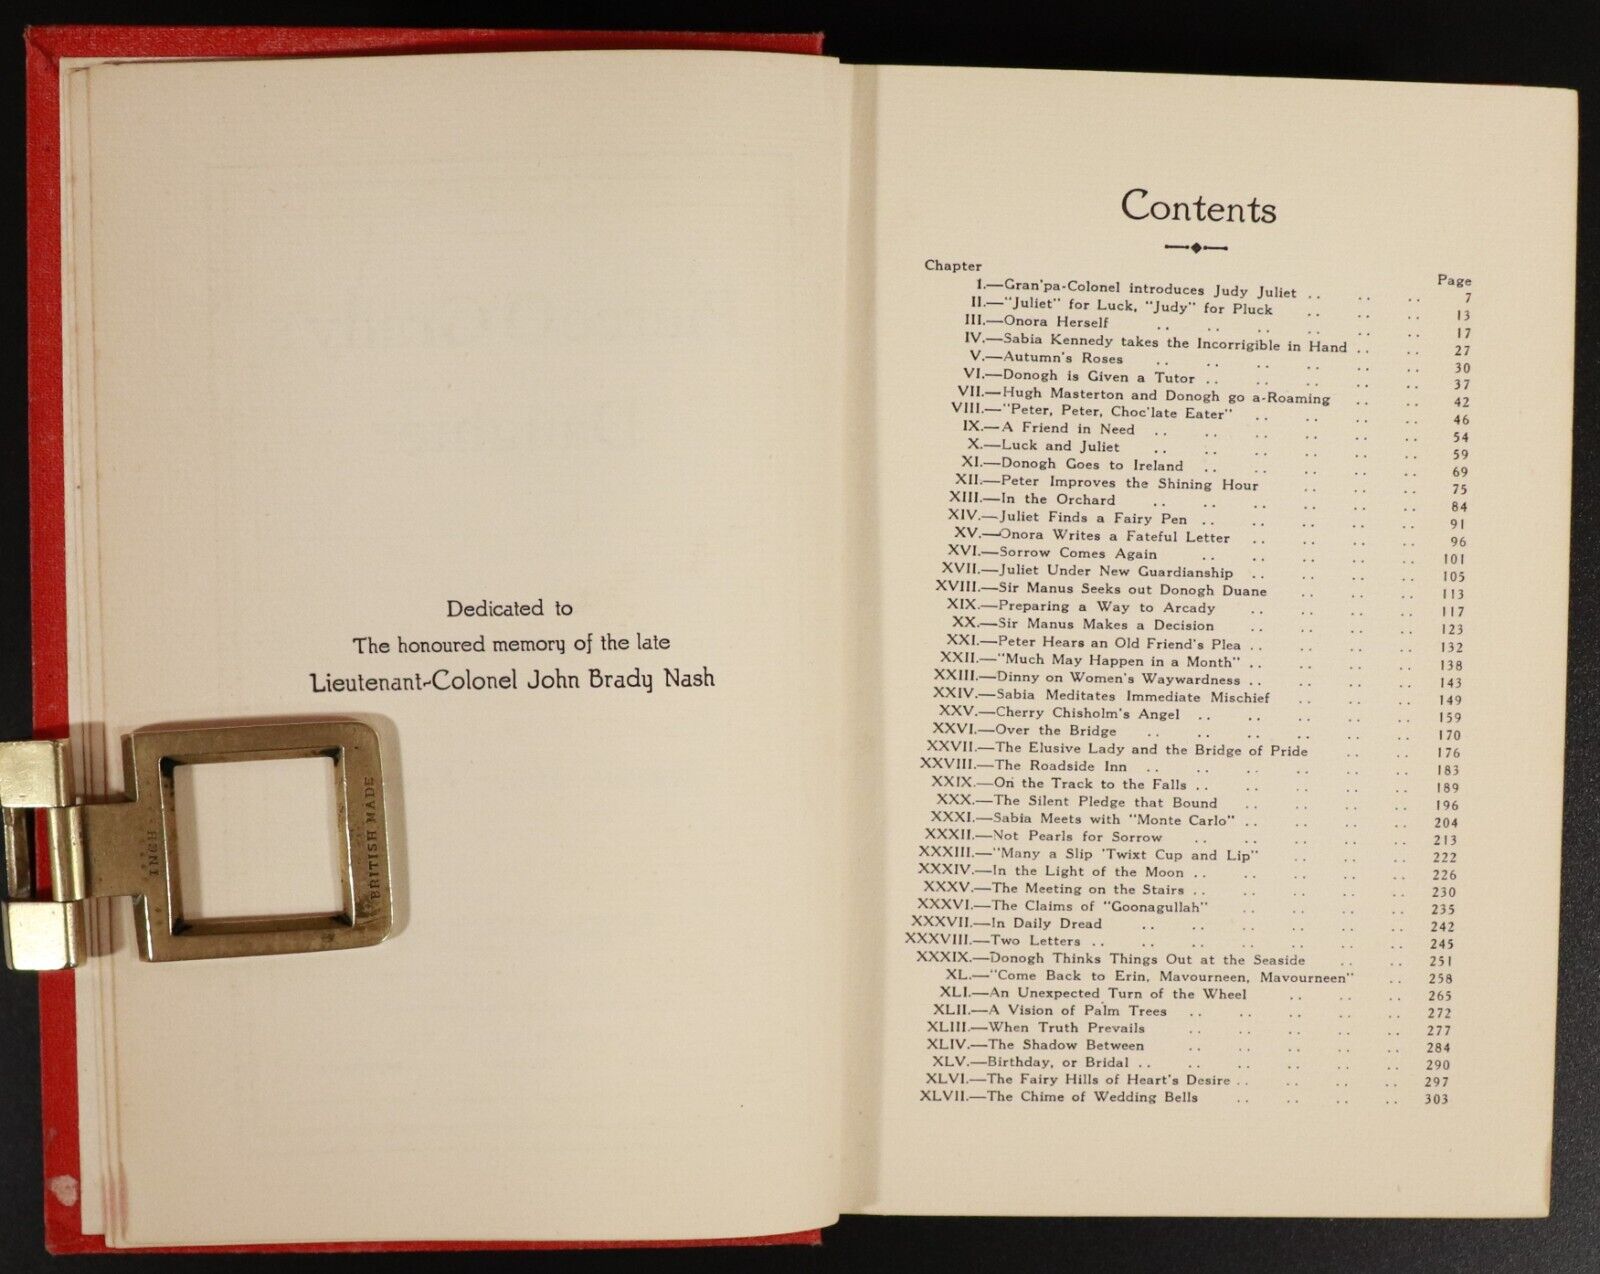 Dedicated to
The honoured memory of the late
Lieutenant-Colonel John Brady Nash
INCH
BRITISH MADE
Contents
Chapter Page
I.—Gran'pa-Colonel introduces Judy Juliet .. .. .. 7
II.—"Juliet" for Luck, "Judy" for Pluck .. .. .. 13
III.—Onora Herself .. .. .. .. .. .. 17
IV.—Sabia Kennedy takes the Incorrigible in Hand .. .. 27
V.—Autumn's Roses .. .. .. .. .. .. 30
VI.—Donogh is Given a Tutor .. .. .. .. .. 37
VII.—Hugh Masterton and Donogh go a-Roaming .. .. 42
VIII.—"Peter, Peter, Choc'late Eater" .. .. .. .. 46
IX.—A Friend in Need .. .. .. .. .. .. 54
X.—Luck and Juliet .. .. .. .. .. .. 59
XI.—Donogh Goes to Ireland .. .. .. .. .. 69
XII.—Peter Improves the Shining Hour .. .. .. 75
XIII.—In the Orchard .. .. .. .. .. .. 84
XIV.—Juliet Finds a Fairy Pen .. .. .. .. .. 91
XV.—Onora Writes a Fateful Letter .. .. .. .. 96
XVI.—Sorrow Comes Again .. .. .. .. .. 101
XVII.—Juliet Under New Guardianship .. .. .. .. 105
XVIII.—Sir Manus Seeks out Donogh Duane .. .. .. 113
XIX.—Preparing a Way to Arcady .. .. .. .. 117
XX.—Sir Manus Makes a Decision .. .. .. .. 123
XXI.—Peter Hears an Old Friend's Plea .. .. .. .. 132
XXII.—"Much May Happen in a Month" .. .. .. .. 138
XXIII.—Dinny on Women's Waywardness .. .. .. .. 143
XXIV.—Sabia Meditates Immediate Mischief .. .. .. 149
XXV.—Cherry Chisholm's Angel .. .. .. .. .. 159
XXVI.—Over the Bridge .. .. .. .. .. .. 170
XXVII.—The Elusive Lady and the Bridge of Pride .. .. 176
XXVIII.—The Roadside Inn .. .. .. .. .. .. 183
XXIX.—On the Track to the Falls .. .. .. .. .. 189
XXX.—The Silent Pledge that Bound .. .. .. .. 196
XXXI.—Sabia Meets with "Monte Carlo" .. .. .. .. 204
XXXII.—Not Pearls for Sorrow .. .. .. .. .. 213
XXXIII.—"Many a Slip 'Twixt Cup and Lip" .. .. .. 222
XXXIV.—In the Light of the Moon .. .. .. .. .. 226
XXXV.—The Meeting on the Stairs .. .. .. .. .. 230
XXXVI.—The Claims of "Goonagullah" .. .. .. .. 235
XXXVII.—In Daily Dread .. .. .. .. .. .. 242
XXXVIII.—Two Letters .. .. .. .. .. .. .. 245
XXXIX.—Donogh Thinks Things Out at the Seaside .. .. 251
XL.—"Come Back to Erin, Mavourneen, Mavourneen" .. 258
XLI.—An Unexpected Turn of the Wheel .. .. .. 265
XLII.—A Vision of Palm Trees .. .. .. .. .. 272
XLIII.—When Truth Prevails .. .. .. .. .. 277
XLIV.—The Shadow Between .. .. .. .. .. 284
XLV.—Birthday, or Bridal .. .. .. .. .. .. 290
XLVI.—The Fairy Hills of Heart's Desire .. .. .. .. 297
XLVII.—The Chime of Wedding Bells .. .. .. .. 303